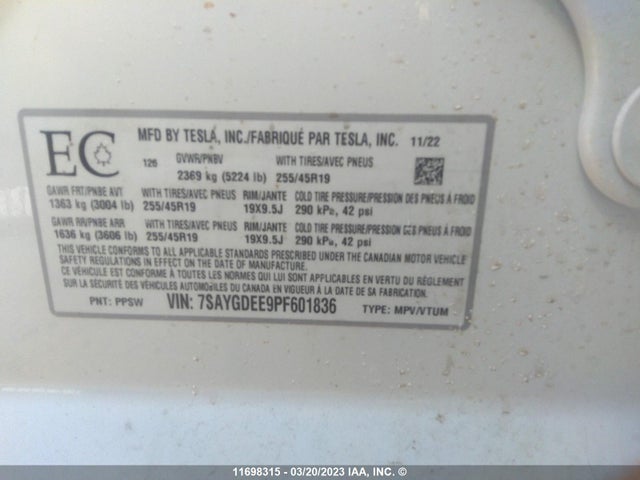 EC
MFD BY TESLA, INC./FABRIQUÉ PAR TESLA, INC. 11/22
126 GVWR/PNBV WITH TIRES/AVEC PNEUS
2369 kg (5224 lb) 255/45R19
GAWR FRT/PNBE AVT WITH TIRES/AVEC PNEUS RIM/JANTE COLD TIRE PRESSURE/PRESSION DES PNEUS À FROID
1363 kg (3004 lb) 255/45R19 19X9.5J 290 kPa, 42 psi
GAWR RR/PNBE ARR WITH TIRES/AVEC PNEUS RIM/JANTE COLD TIRE PRESSURE/PRESSION DES PNEUS À FROID
1636 kg (3606 lb) 255/45R19 19X9.5J 290 kPa, 42 psi
THIS VEHICLE CONFORMS TO ALL APPLICABLE STANDARDS PRESCRIBED UNDER THE CANADIAN MOTOR VEHICLE
SAFETY REGULATIONS IN EFFECT ON THE DATE OF MANUFACTURE
CE VÉHICULE EST CONFORME À TOUTES LES NORMES QUI LUI SONT APPLICABLES EN VERTU DU RÈGLEMENT
SUR LA SÉCURITÉ DES VÉHICULES AUTOMOBILES DU CANADA EN VIGUEUR À LA DATE DE SA FABRICATION.
PNT: PPSW VIN: 7SAYGDEE9PF601836 TYPE: MPV/VTUM
11698315 - 03/20/2023 IAA, INC. ©